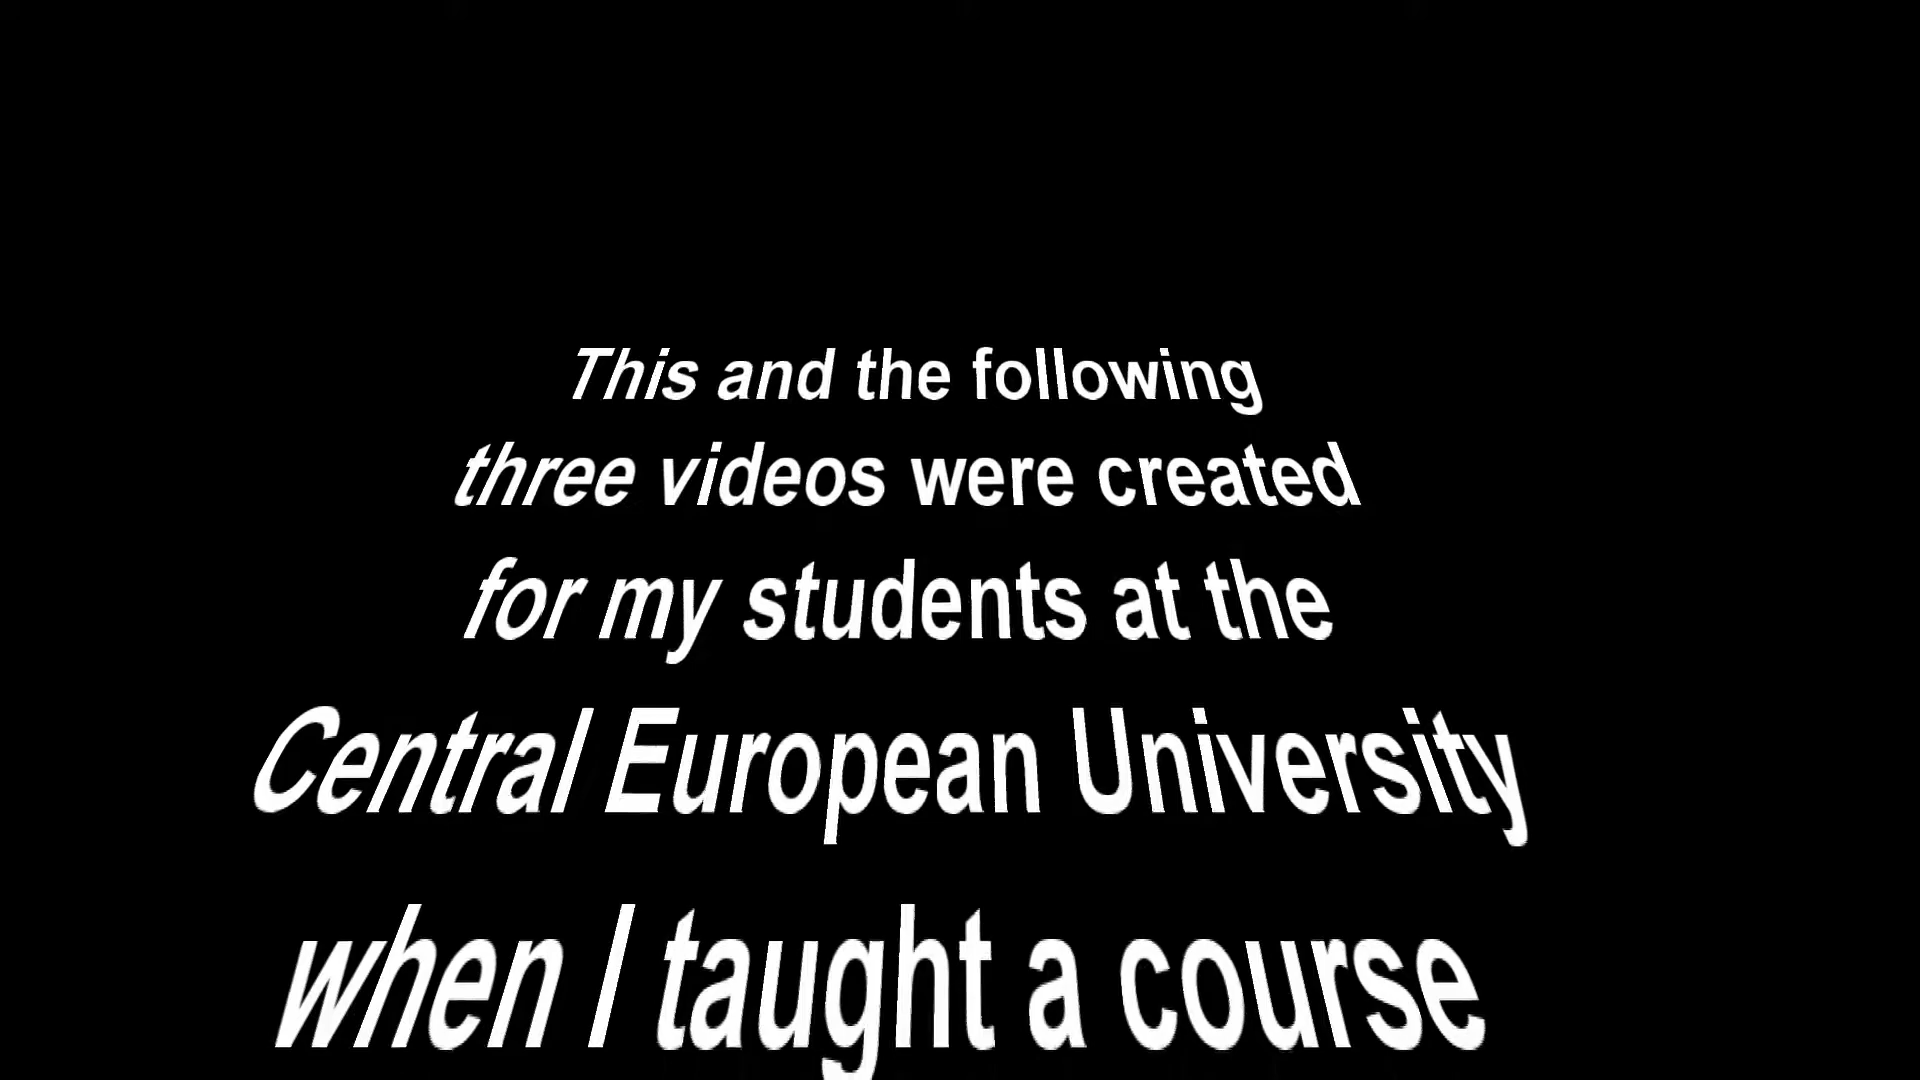 This and the following
three videos were created
for my students at the
Central European University
when I taught a course